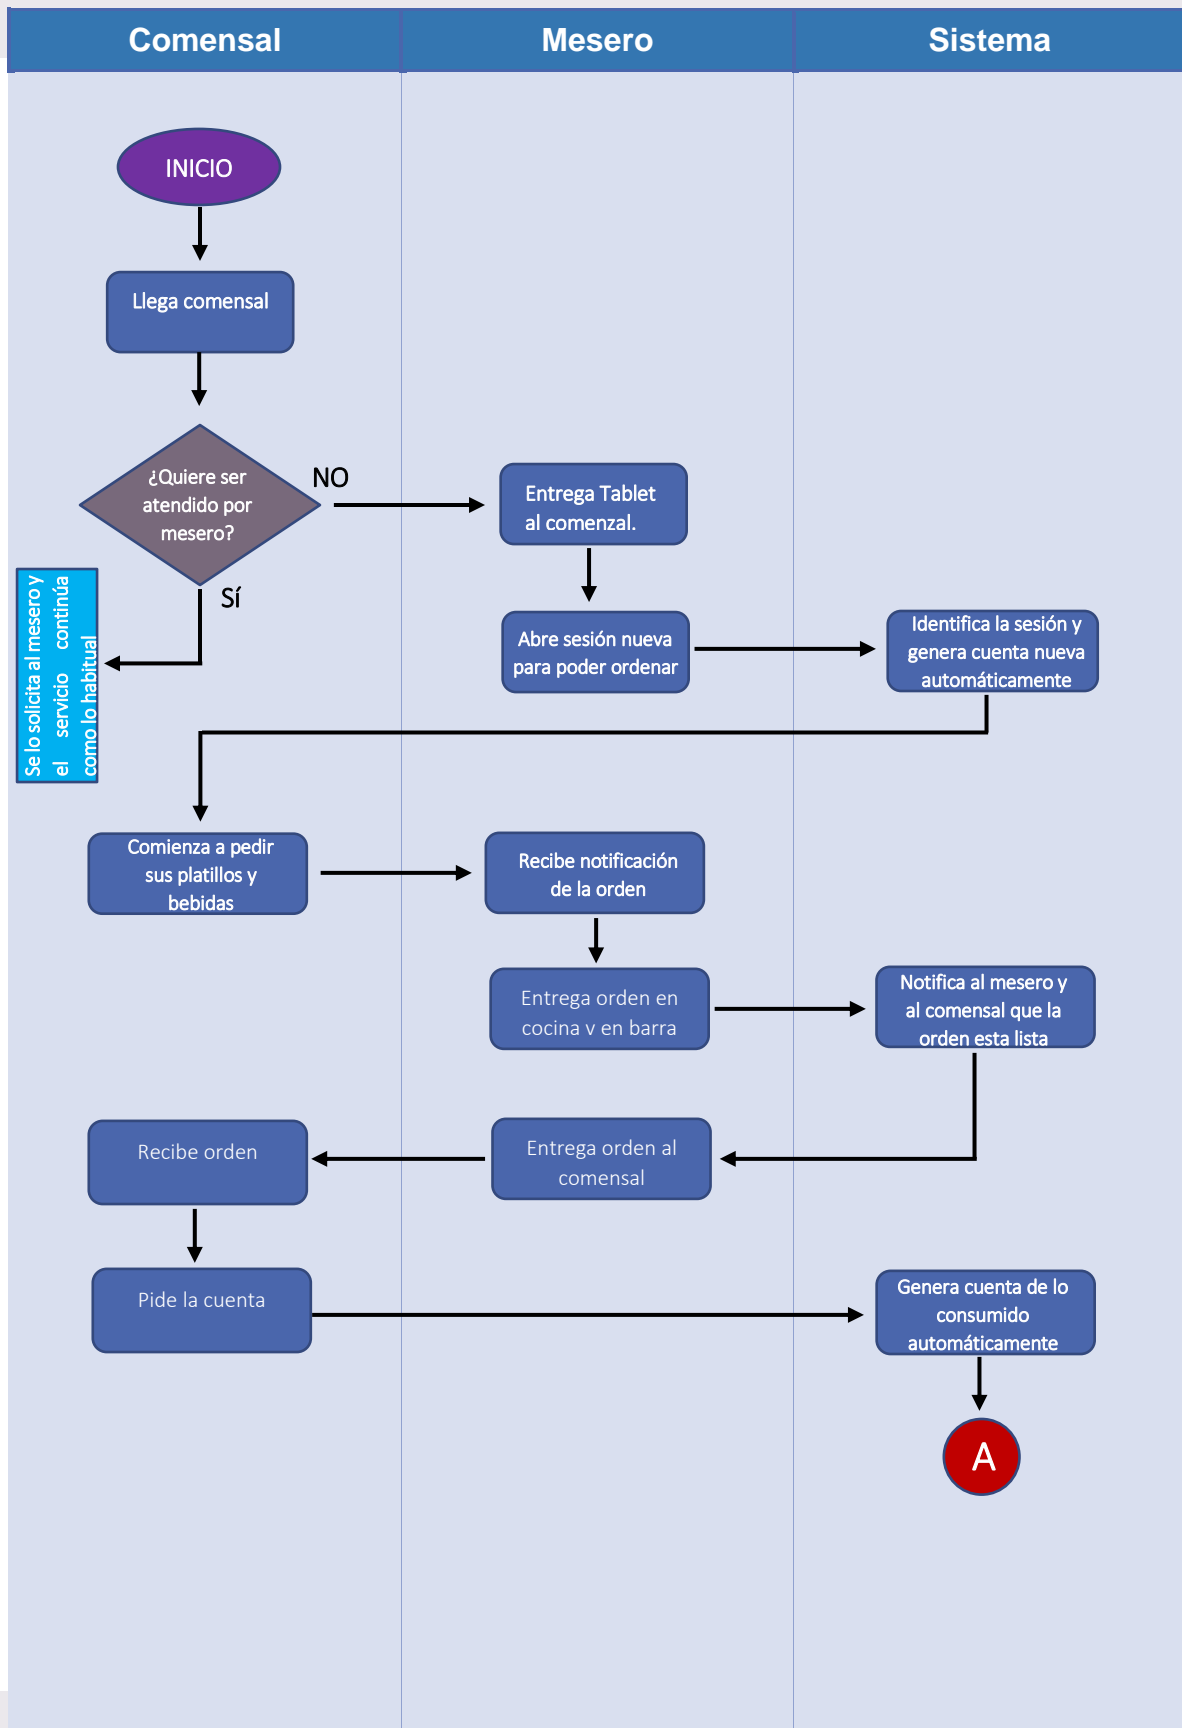 Comensal
Mesero
Sistema
INICIO
Llega comensal
¿Quiere ser
atendido por
mesero?
NO
Sí
Se lo solicita al mesero y
el servicio continúa
como lo habitual
Entrega Tablet
al comenzal.
Abre sesión nueva
para poder ordenar
Identifica la sesión y
genera cuenta nueva
automáticamente
Comienza a pedir
sus platillos y
bebidas
Recibe notificación
de la orden
Entrega orden en
cocina y en barra
Notifica al mesero y
al comensal que la
orden esta lista
Entrega orden al
comensal
Recibe orden
Pide la cuenta
Genera cuenta de lo
consumido
automáticamente
A